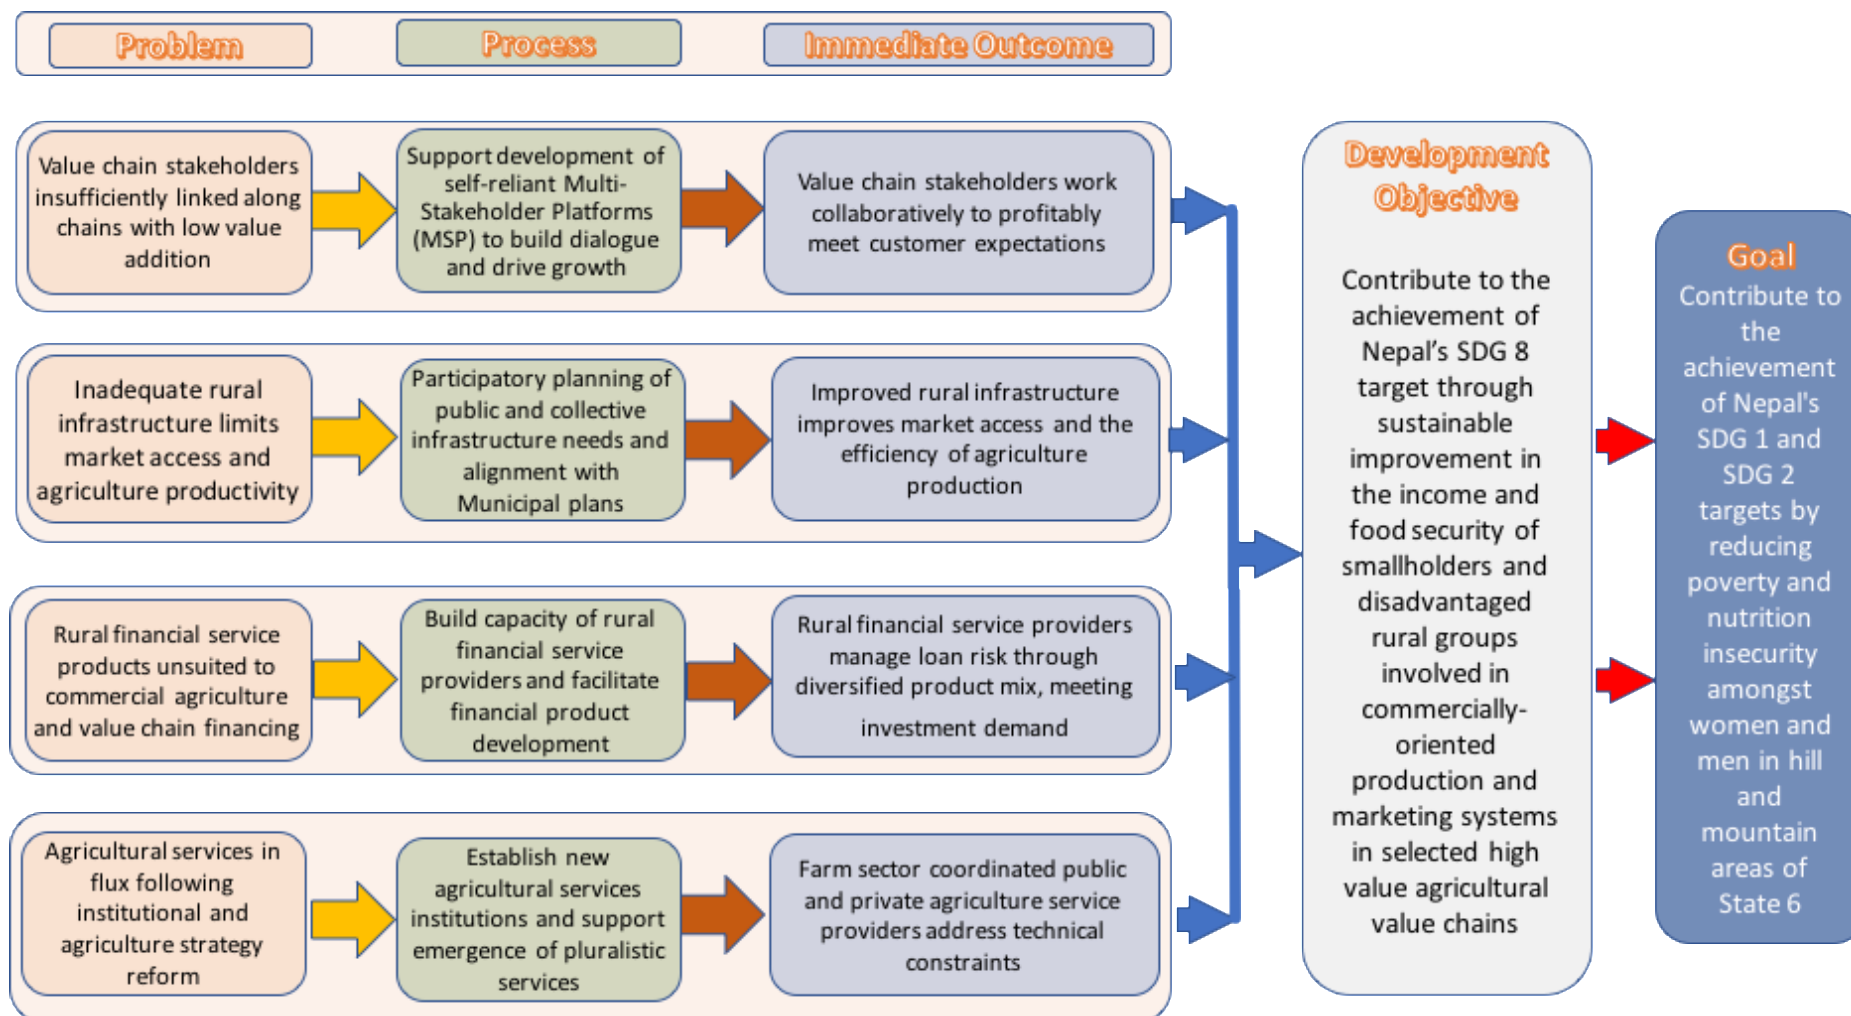 Problem
Process
Immediate Outcome
Value chain stakeholders
insufficiently linked along
chains with low value
addition
Support development of
self-reliant Multi-
Stakeholder Platforms
(MSP) to build dialogue
and drive growth
Value chain stakeholders work
collaboratively to profitably
meet customer expectations
Inadequate rural
infrastructure limits
market access and
agriculture productivity
Participatory planning of
public and collective
infrastructure needs and
alignment with
Municipal plans
Improved rural infrastructure
improves market access and the
efficiency of agriculture
production
Rural financial service
products unsuited to
commercial agriculture
and value chain financing
Build capacity of rural
financial service
providers and facilitate
financial product
development
Rural financial service providers
manage loan risk through
diversified product mix, meeting
investment demand
Agricultural services in
flux following
institutional and
agriculture strategy
reform
Establish new
agricultural services
institutions and support
emergence of pluralistic
services
Farm sector coordinated public
and private agriculture service
providers address technical
constraints
Development
Objective
Contribute to the
achievement of
Nepal’s SDG 8
target through
sustainable
improvement in
the income and
food security of
smallholders and
disadvantaged
rural groups
involved in
commercially-
oriented
production and
marketing systems
in selected high
value agricultural
value chains
Goal
Contribute to
the
achievement
of Nepal's
SDG 1 and
SDG 2
targets by
reducing
poverty and
nutrition
insecurity
amongst
women and
men in hill
and
mountain
areas of
State 6